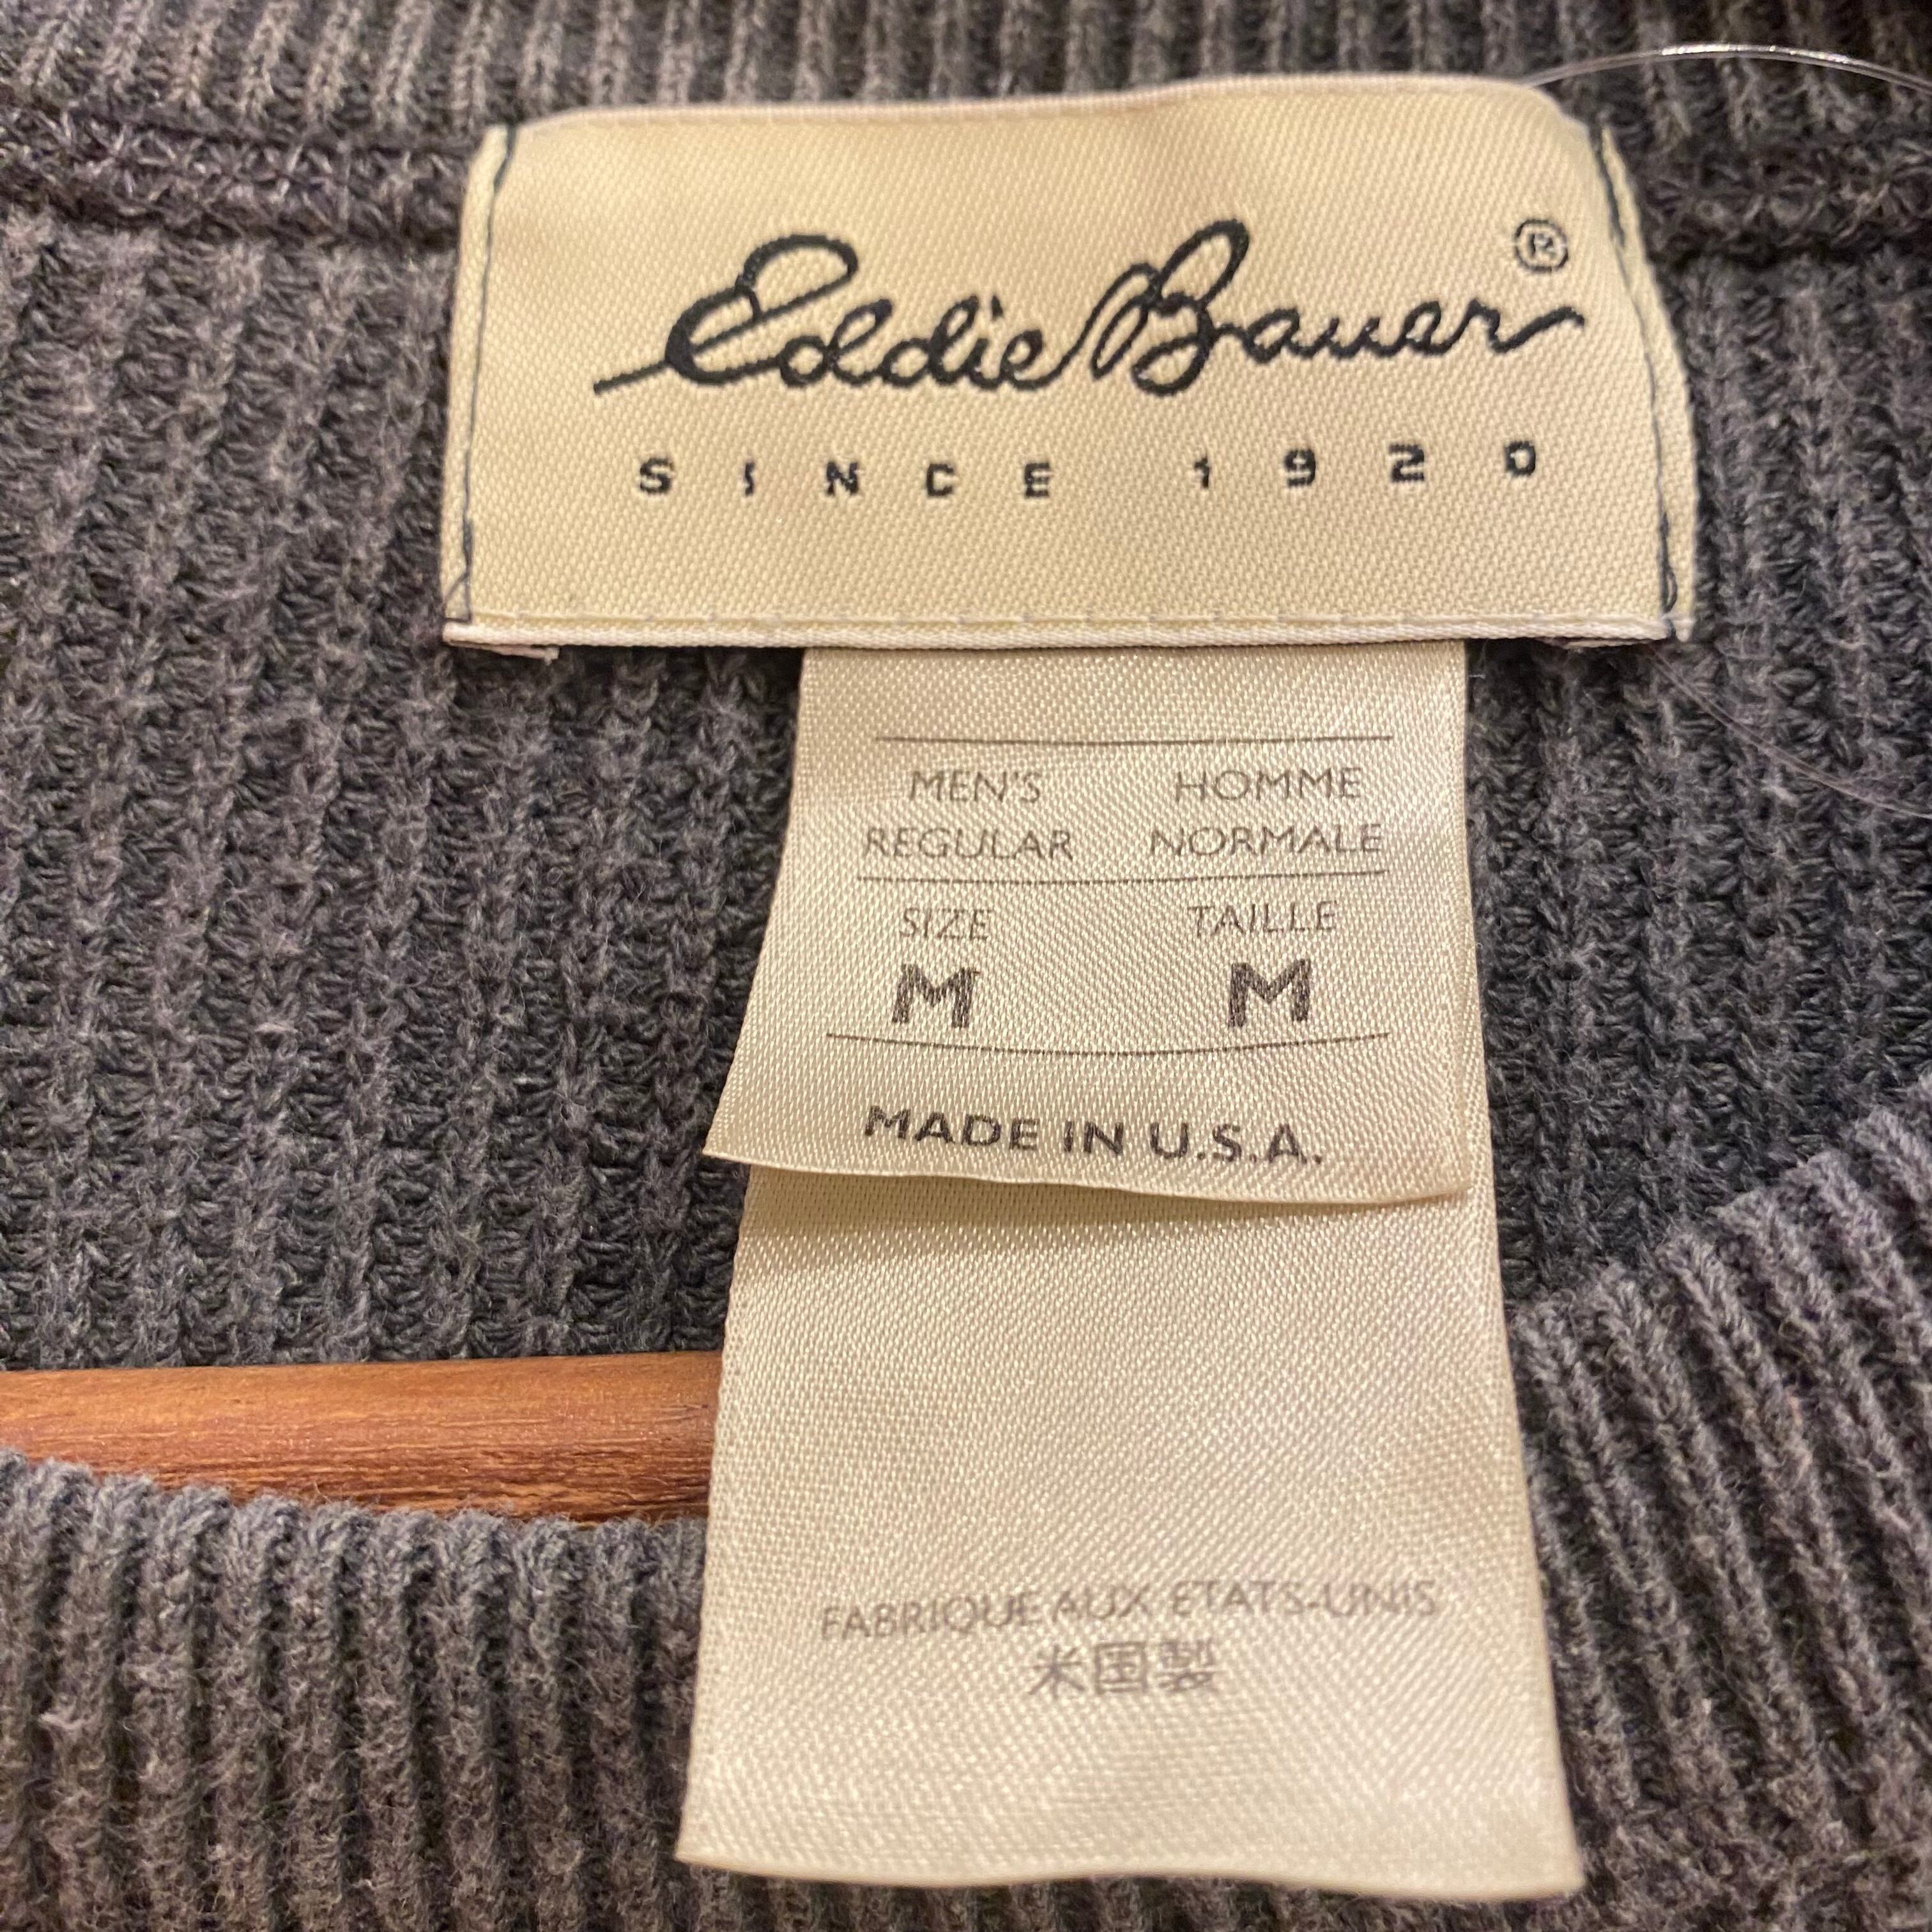 Eddie Bauer ®
SINCE 1920
MEN'S HOMME
REGULAR NORMALE
SIZE TAILLE
M M
MADE IN U.S.A.
FABRIQUE AUX ETATS-UNIS
米国製